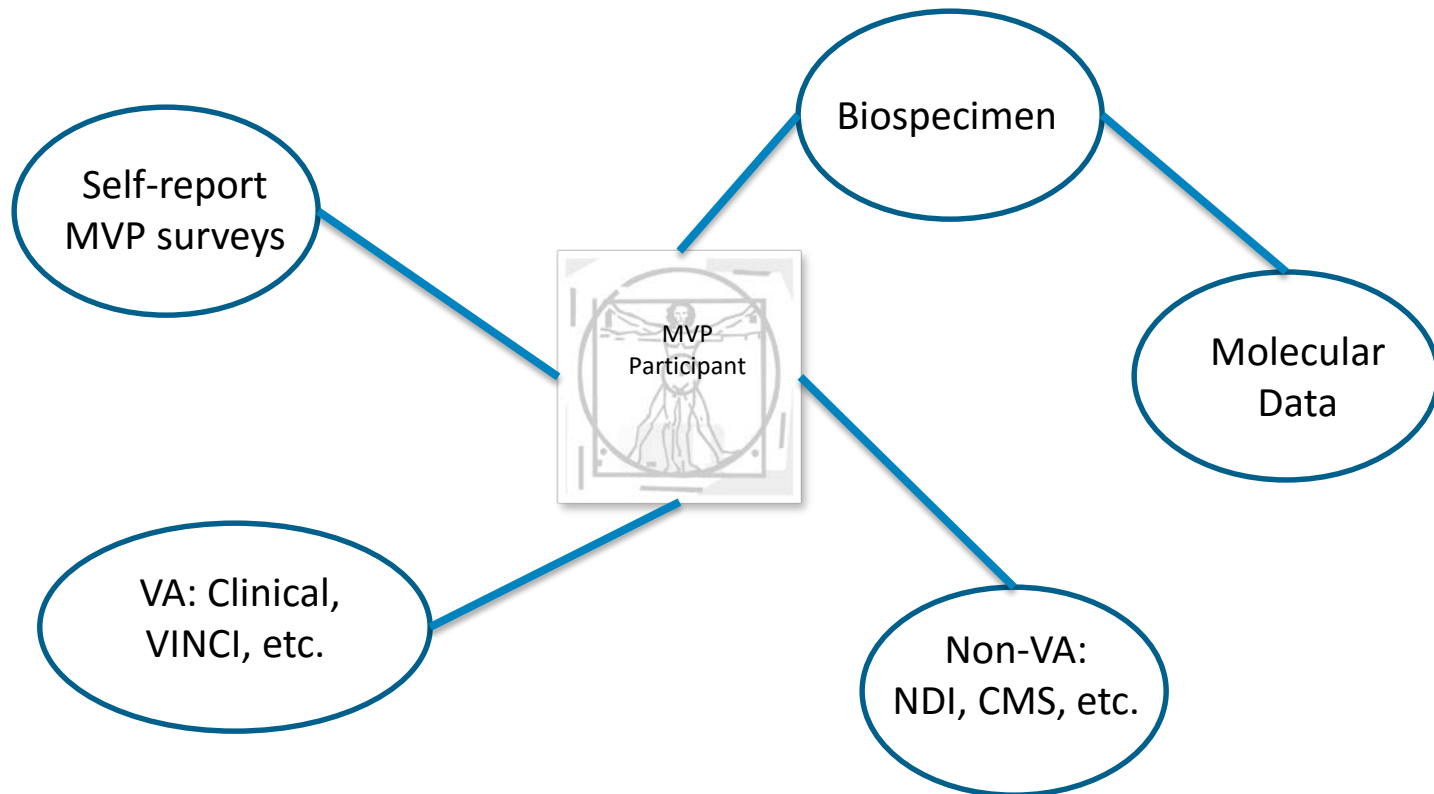 Biospecimen
Self-report
MVP surveys
MVP
Participant
Molecular
Data
VA: Clinical,
VINCI, etc.
Non-VA:
NDI, CMS, etc.